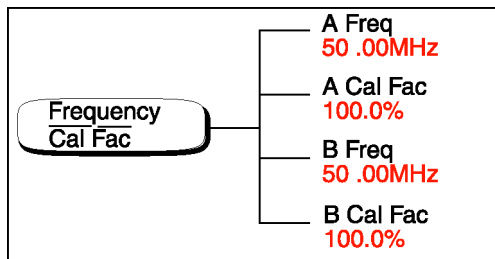 Frequency
Cal Fac
A Freq
50 .00MHz
A Cal Fac
100.0%
B Freq
50 .00MHz
B Cal Fac
100.0%